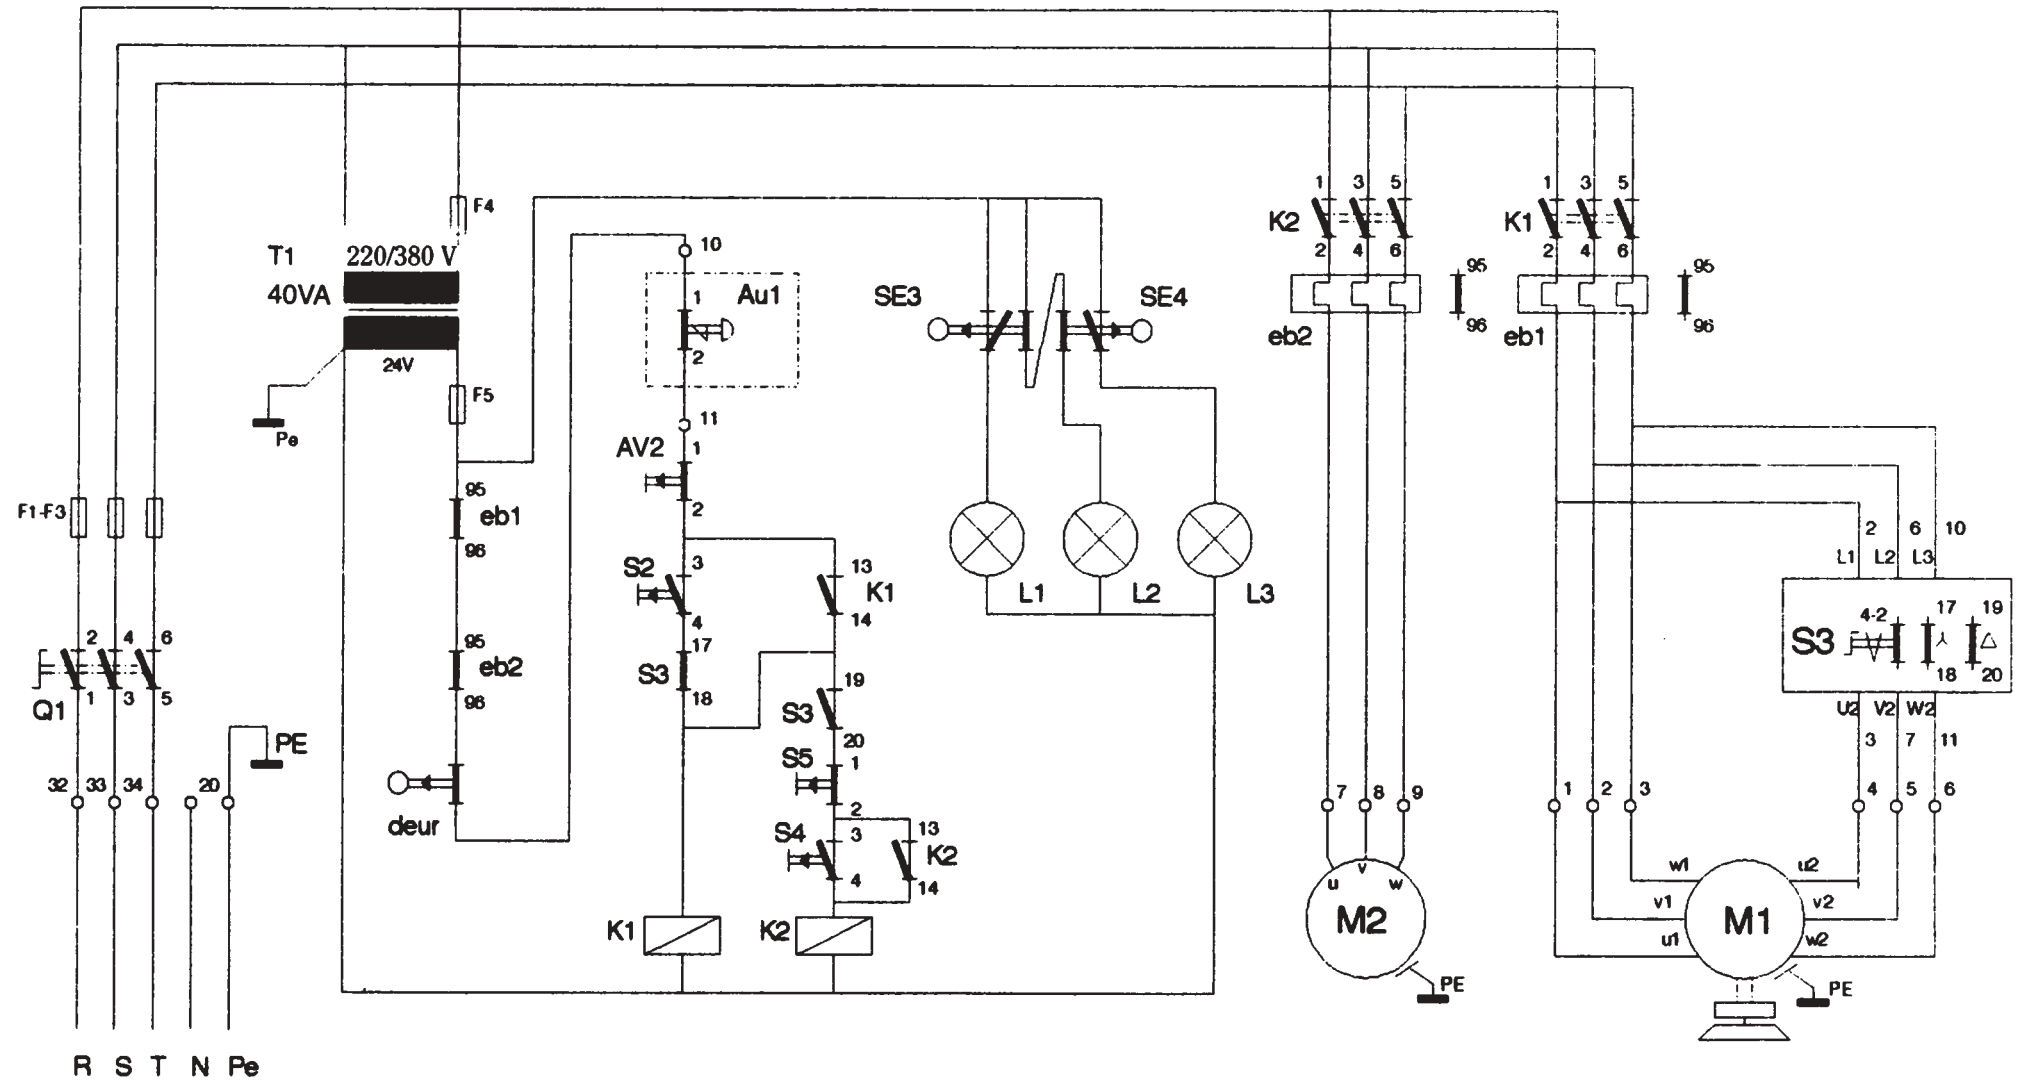 F4
T1 220/380 V
40VA
24V
F5
Pe
F1-F3
2 4 6
Q1 1 3 5
PE
32 33 34 20
R S T N Pe
95
eb1
96
95
eb2
96
deur
10
1 Au1
2
11
AV2 1
2
S2 3
4
13
K1
14
17
S3
18
19
S3
20
S5 1
2
S4 3
4
13
K2
14
K1 K2
SE3 SE4
L1 L2 L3
1 3 5
K2
2 4 6
95
96
eb2
7 8 9
u v w
M2
PE
1 3 5
K1
2 4 6
95
96
eb1
2 6 10
L1 L2 L3
S3 4-2 17 19
18 20
U2 V2 W2
3 7 11
1 2 3 4 5 6
w1 u2
v1 v2
u1 w2
M1
PE